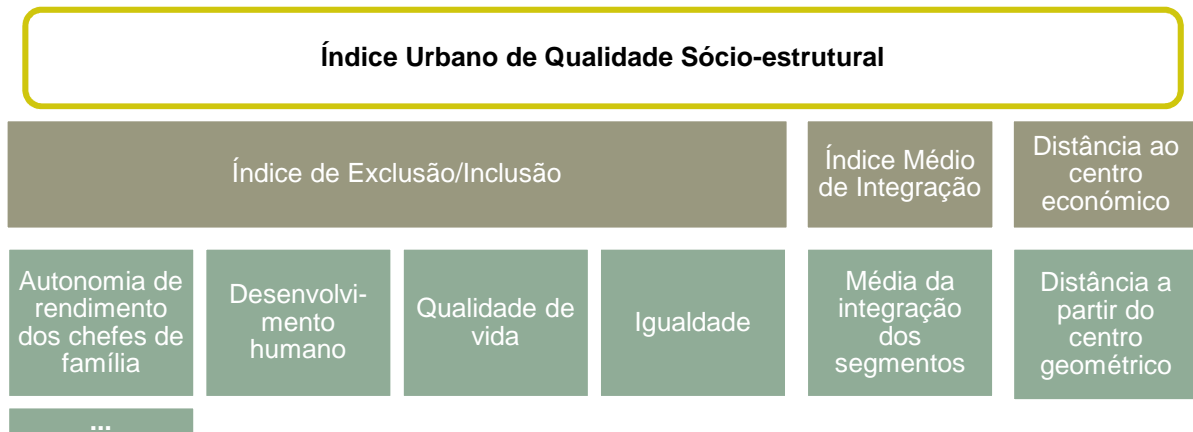 Índice Urbano de Qualidade Sócio-estrutural
Índice de Exclusão/Inclusão
Índice Médio
de Integração
Distância ao
centro
económico
Autonomia de
rendimento
dos chefes de
família
Desenvolvi-
mento
humano
Qualidade de
vida
Igualdade
Média da
integração
dos
segmentos
Distância a
partir do
centro
geométrico
...